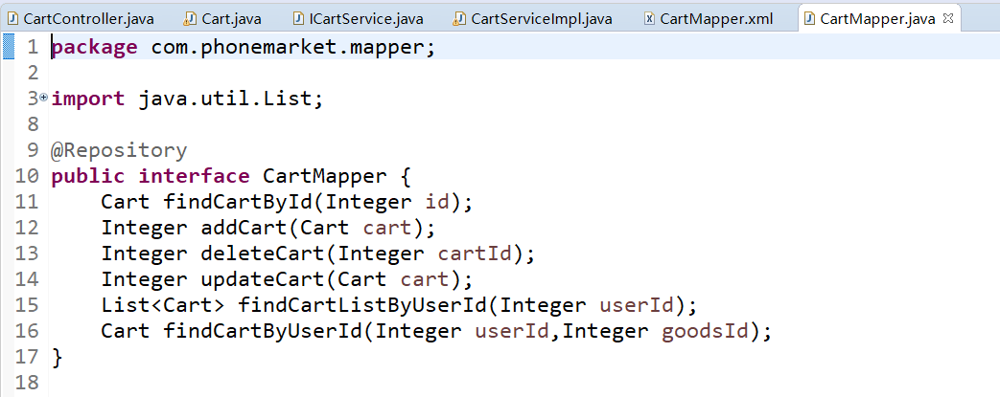 CartController.java Cart.java ICartService.java CartServiceImpl.java CartMapper.xml CartMapper.java
1 package com.phonemarket.mapper;
2
3 import java.util.List;
8
9 @Repository
10 public interface CartMapper {
11 Cart findCartById(Integer id);
12 Integer addCart(Cart cart);
13 Integer deleteCart(Integer cartId);
14 Integer updateCart(Cart cart);
15 List<Cart> findCartListByUserId(Integer userId);
16 Cart findCartByUserId(Integer userId,Integer goodsId);
17 }
18